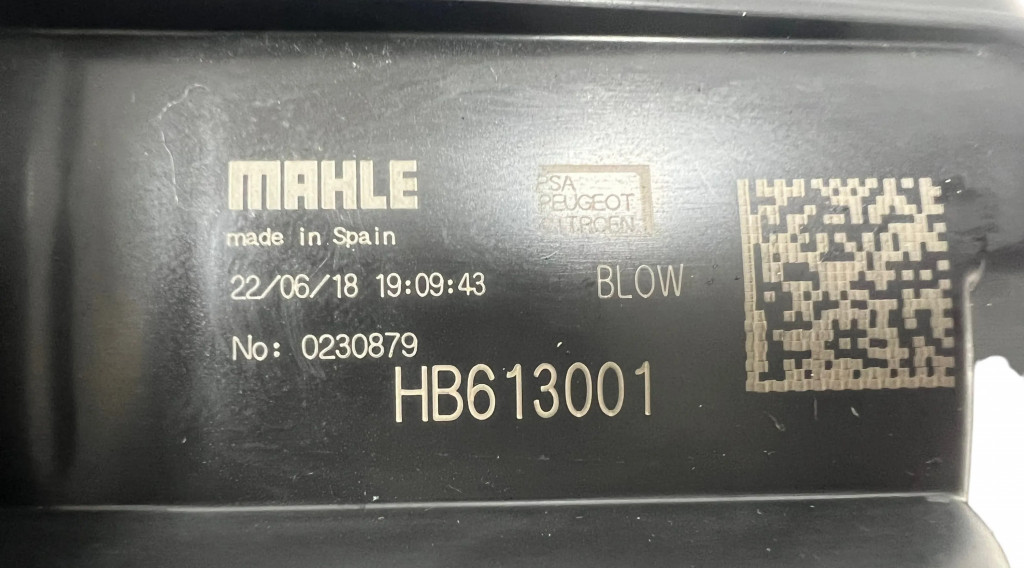 MAHLE
made in Spain
22/06/18 19:09:43
No: 0230879
PSA
PEUGEOT
CITROEN
BLOW
HB613001